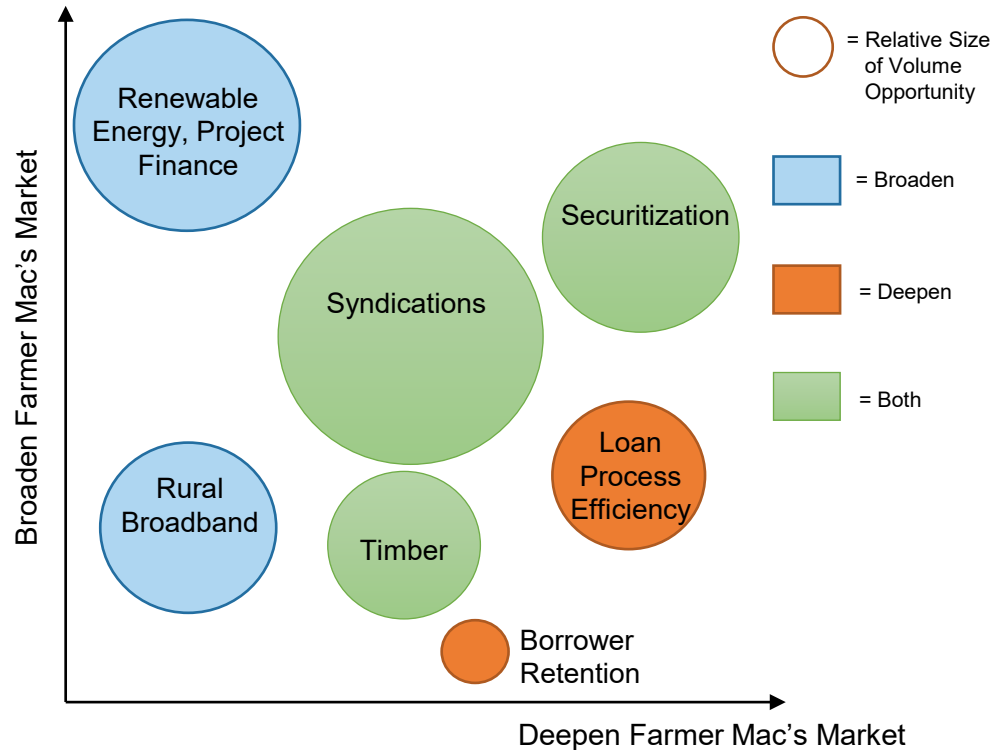 Broaden Farmer Mac's Market
Renewable
Energy, Project
Finance
Securitization
Syndications
Rural
Broadband
Timber
Loan
Process
Efficiency
Borrower
Retention
Deepen Farmer Mac's Market
= Relative Size
of Volume
Opportunity
= Broaden
= Deepen
= Both